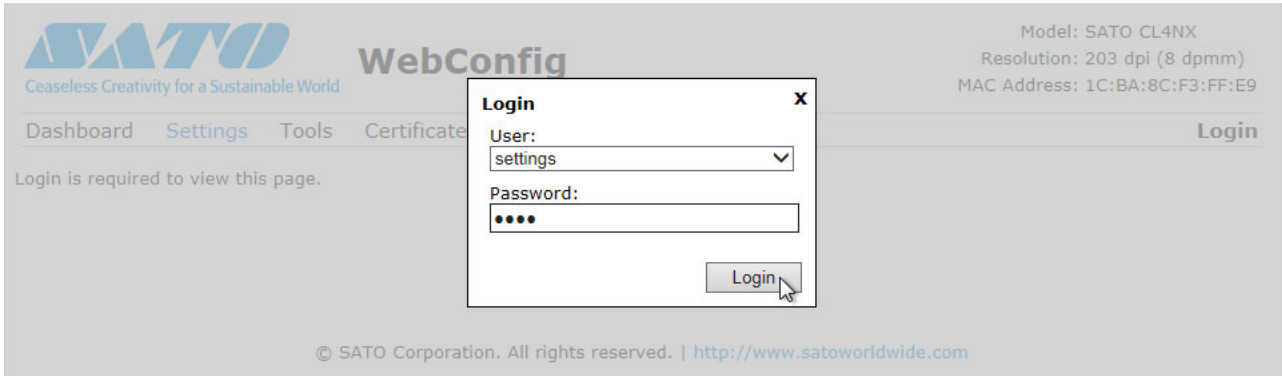 SATO
Ceaseless Creativity for a Sustainable World
WebConfig
Model: SATO CL4NX
Resolution: 203 dpi (8 dpmm)
MAC Address: 1C:BA:8C:F3:FF:E9
Dashboard Settings Tools Certificate
Login
Login is required to view this page.
Login x
User:
settings
Password:
••••
Login
© SATO Corporation. All rights reserved. | http://www.satoworldwide.com